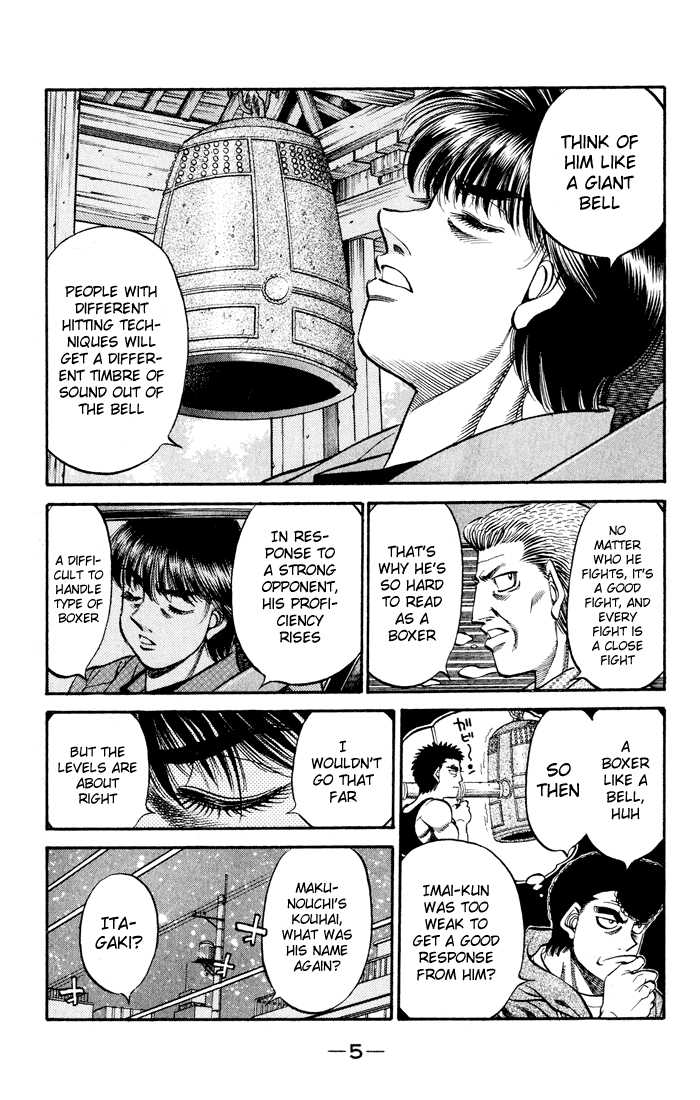 THINK OF
HIM LIKE
A GIANT
BELL
PEOPLE WITH
DIFFERENT
HITTING TECH-
NIQUES WILL
GET A DIFFER-
ENT TIMBRE OF
SOUND OUT OF
THE BELL
NO
MATTER
WHO HE
FIGHTS, IT'S
A GOOD
FIGHT, AND
EVERY
FIGHT IS
A CLOSE
FIGHT
THAT'S
WHY HE'S
SO HARD
TO READ
AS A
BOXER
IN RES-
PONSE TO
A STRONG
OPPONENT,
HIS PROFI-
CIENCY
RISES
A DIFFI-
CULT TO
HANDLE
TYPE OF
BOXER
A
BOXER
LIKE A
BELL,
HUH
SO
THEN
ガビーン
IMAI-KUN
WAS TOO
WEAK TO
GET A GOOD
RESPONSE
FROM HIM?
I
WOULDN'T
GO THAT
FAR
BUT THE
LEVELS ARE
ABOUT
RIGHT
MAKU-
NOUCHI'S
KOUHAI,
WHAT WAS
HIS NAME
AGAIN?
ITA-
GAKI?
—5—